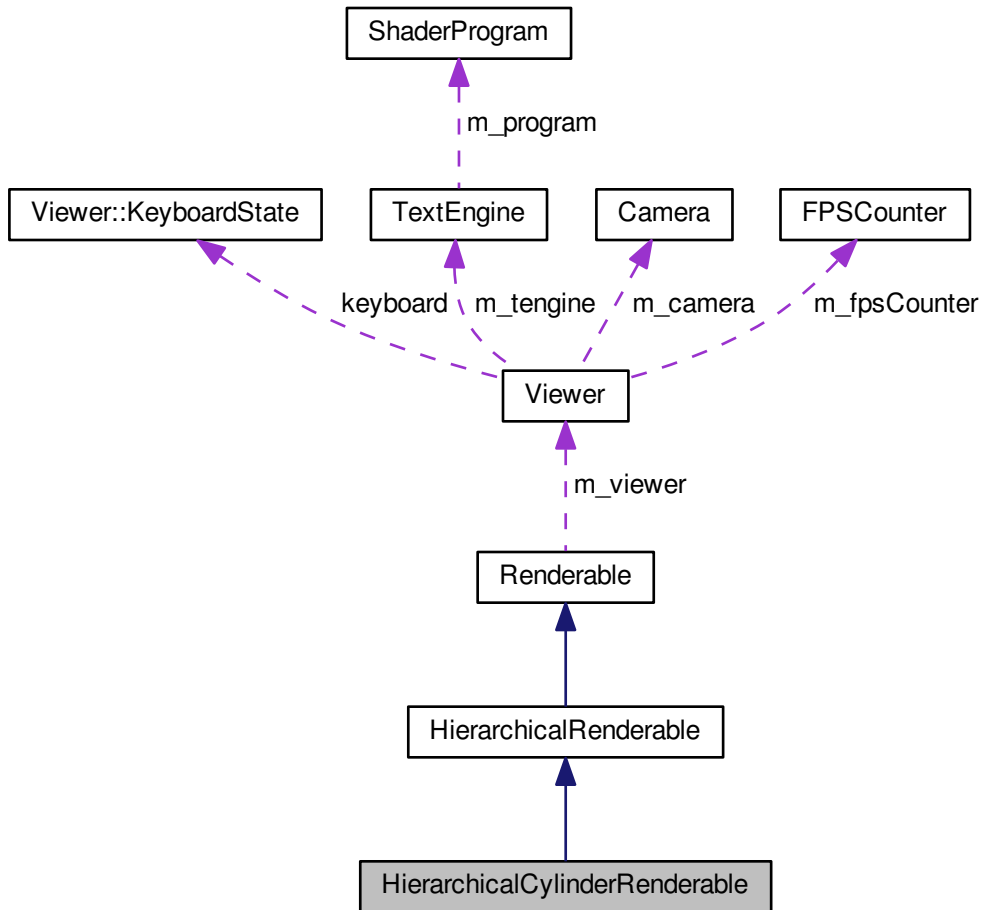 ShaderProgram
m_program
Viewer::KeyboardState
TextEngine
Camera
FPSCounter
keyboard
m_tengine
m_camera
m_fpsCounter
Viewer
m_viewer
Renderable
HierarchicalRenderable
HierarchicalCylinderRenderable